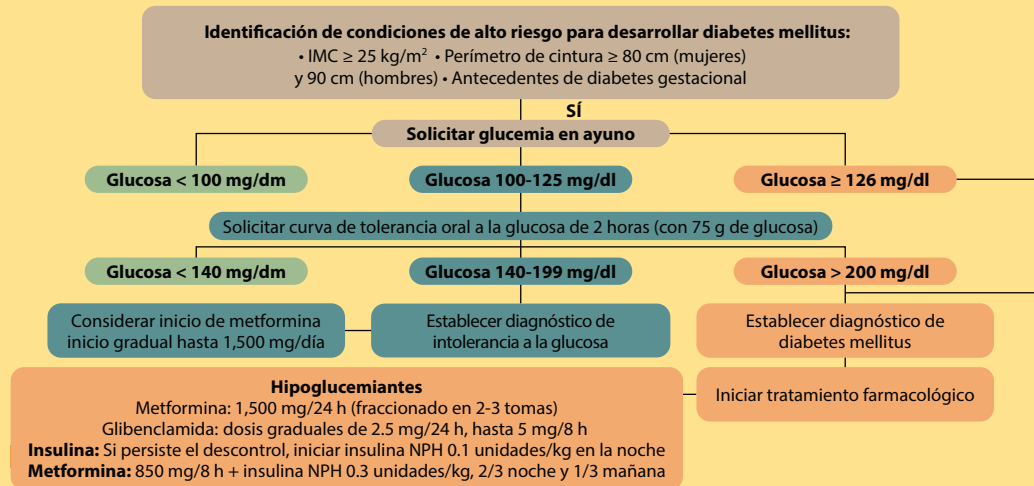 Identificación de condiciones de alto riesgo para desarrollar diabetes mellitus:
• IMC ≥ 25 kg/m² • Perímetro de cintura ≥ 80 cm (mujeres)
y 90 cm (hombres) • Antecedentes de diabetes gestacional
SÍ
Solicitar glucemia en ayuno
Glucosa < 100 mg/dm
Glucosa 100-125 mg/dl
Glucosa ≥ 126 mg/dl
Solicitar curva de tolerancia oral a la glucosa de 2 horas (con 75 g de glucosa)
Glucosa < 140 mg/dm
Glucosa 140-199 mg/dl
Glucosa > 200 mg/dl
Considerar inicio de metformina
inicio gradual hasta 1,500 mg/día
Establecer diagnóstico de
intolerancia a la glucosa
Establecer diagnóstico de
diabetes mellitus
Hipoglucemiantes
Metformina: 1,500 mg/24 h (fraccionado en 2-3 tomas)
Glibenclamida: dosis graduales de 2.5 mg/24 h, hasta 5 mg/8 h
Insulina: Si persiste el descontrol, iniciar insulina NPH 0.1 unidades/kg en la noche
Metformina: 850 mg/8 h + insulina NPH 0.3 unidades/kg, 2/3 noche y 1/3 mañana
Iniciar tratamiento farmacológico